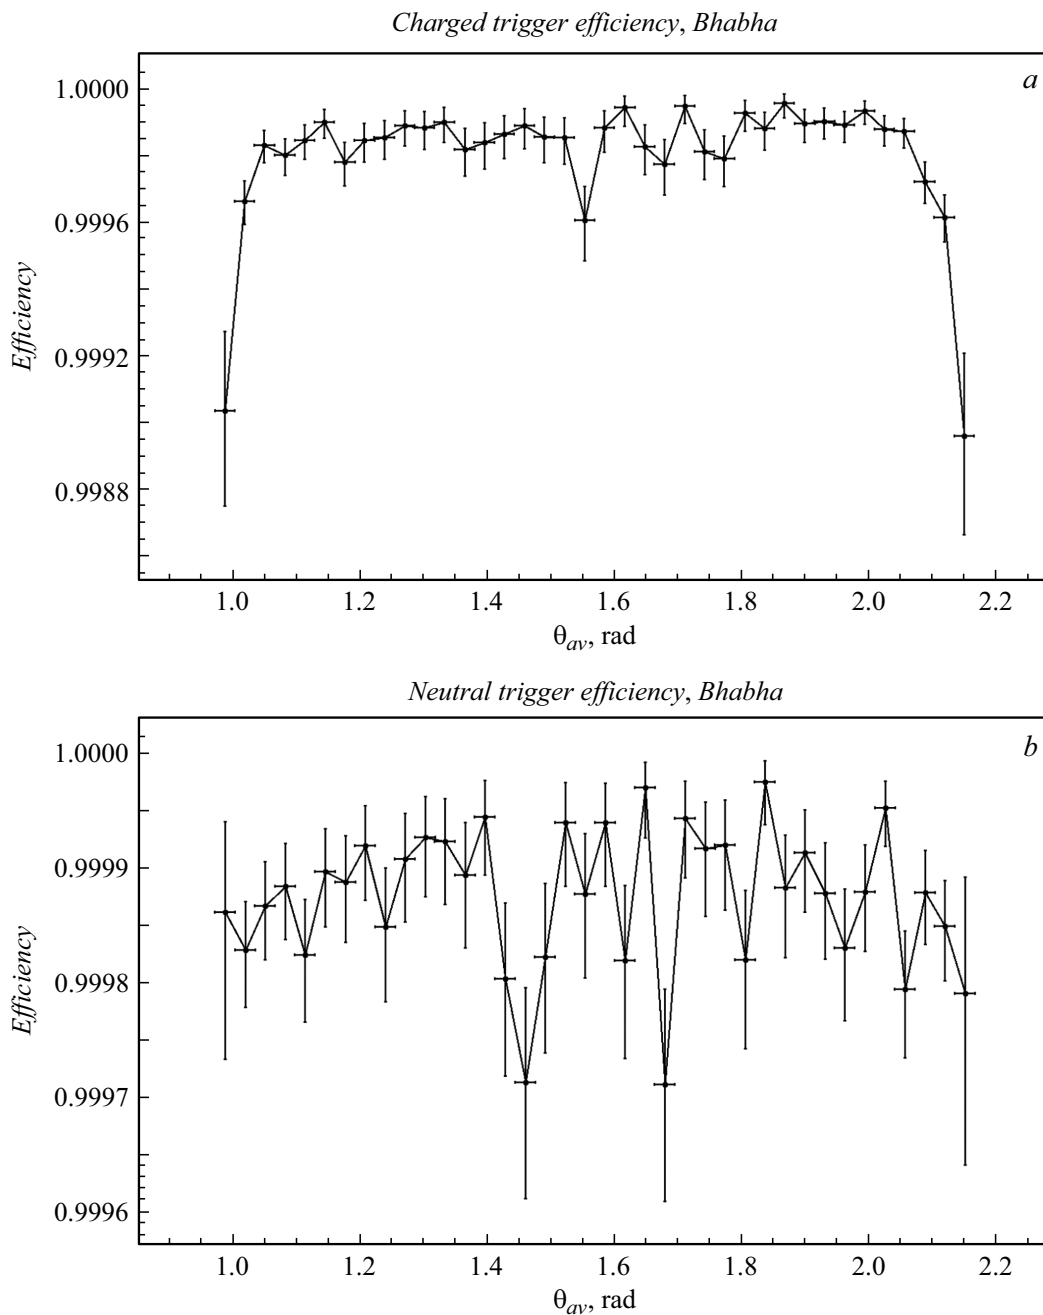 Charged trigger efficiency, Bhabha
a
1.0000
0.9996
0.9992
0.9988
Efficiency
1.0 1.2 1.4 1.6 1.8 2.0 2.2
θav, rad
Neutral trigger efficiency, Bhabha
b
1.0000
0.9999
0.9998
0.9997
0.9996
Efficiency
1.0 1.2 1.4 1.6 1.8 2.0 2.2
θav, rad